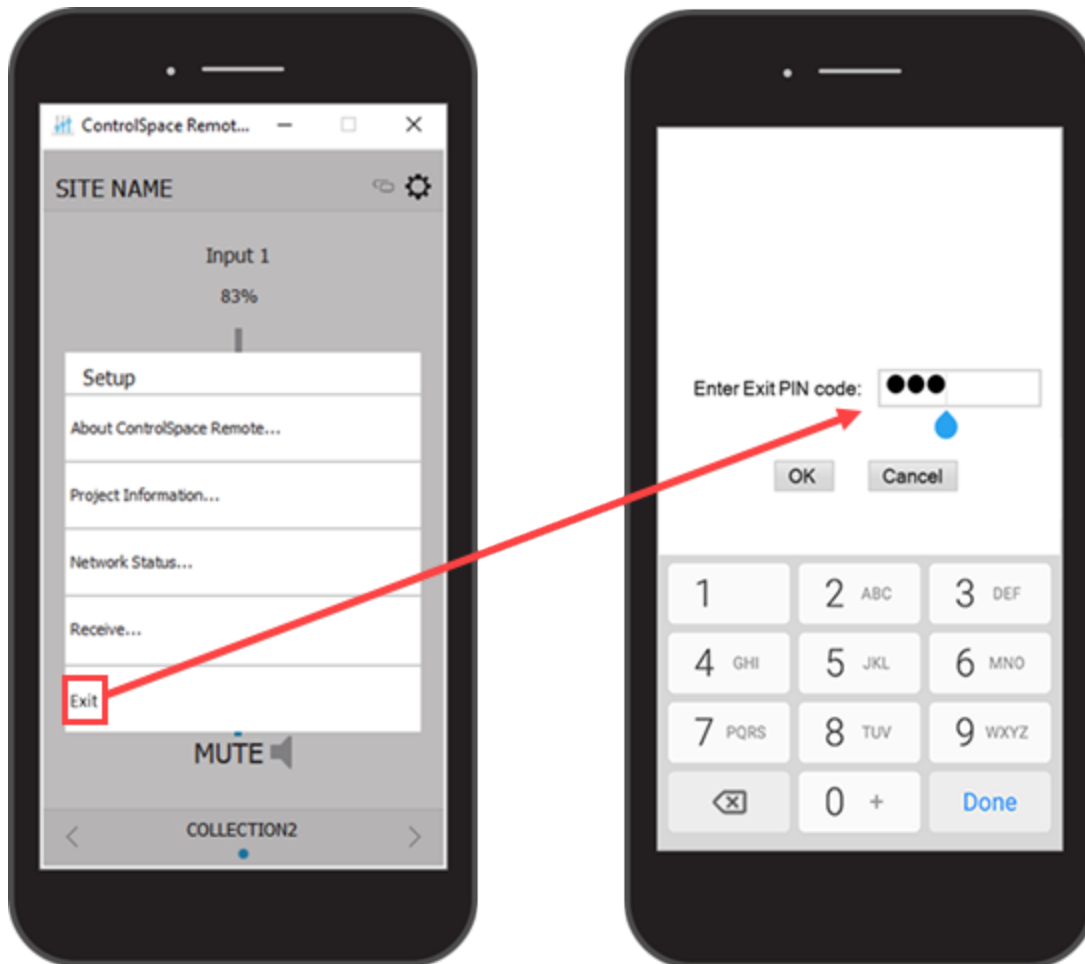 ControlSpace Remot...
SITE NAME
Input 1
83%
Setup
About ControlSpace Remote...
Project Information...
Network Status...
Receive...
Exit
MUTE
COLLECTION2
Enter Exit PIN code:
OK Cancel
1 2 ABC 3 DEF
4 GHI 5 JKL 6 MNO
7 PQRS 8 TUV 9 WXYZ
0 + Done